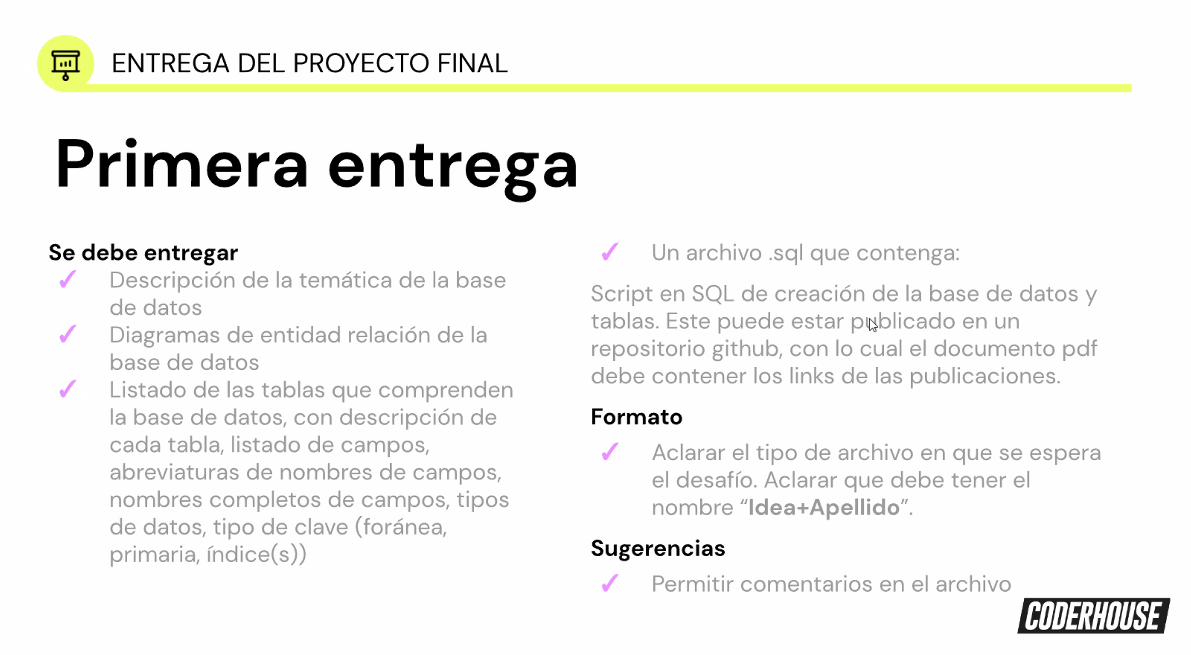 ENTREGA DEL PROYECTO FINAL
Primera entrega
Se debe entregar
✓ Descripción de la temática de la base
de datos
✓ Diagramas de entidad relación de la
base de datos
✓ Listado de las tablas que comprenden
la base de datos, con descripción de
cada tabla, listado de campos,
abreviaturas de nombres de campos,
nombres completos de campos, tipos
de datos, tipo de clave (foránea,
primaria, índice(s))
✓ Un archivo .sql que contenga:
Script en SQL de creación de la base de datos y
tablas. Este puede estar publicado en un
repositorio github, con lo cual el documento pdf
debe contener los links de las publicaciones.
Formato
✓ Aclarar el tipo de archivo en que se espera
el desafío. Aclarar que debe tener el
nombre “Idea+Apellido”.
Sugerencias
✓ Permitir comentarios en el archivo
CODERHOUSE